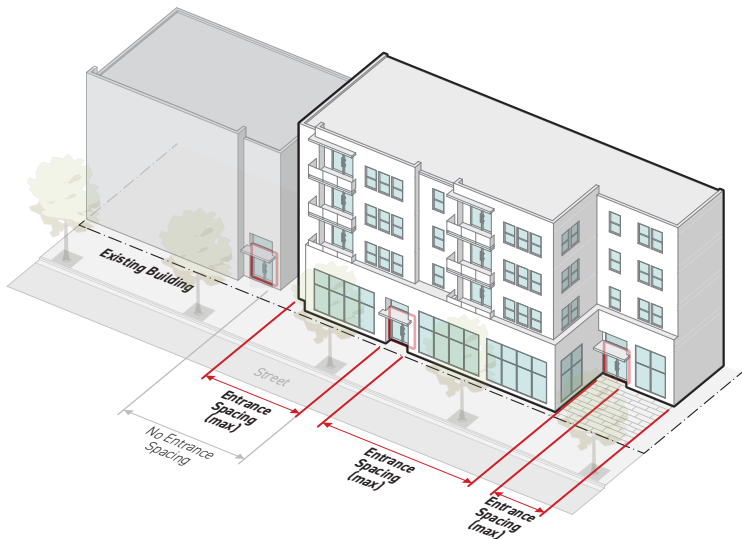 Existing Building
Street
Entrance
Spacing
(max)
No Entrance
Spacing
Entrance
Spacing
(max)
Entrance
Spacing
(max)